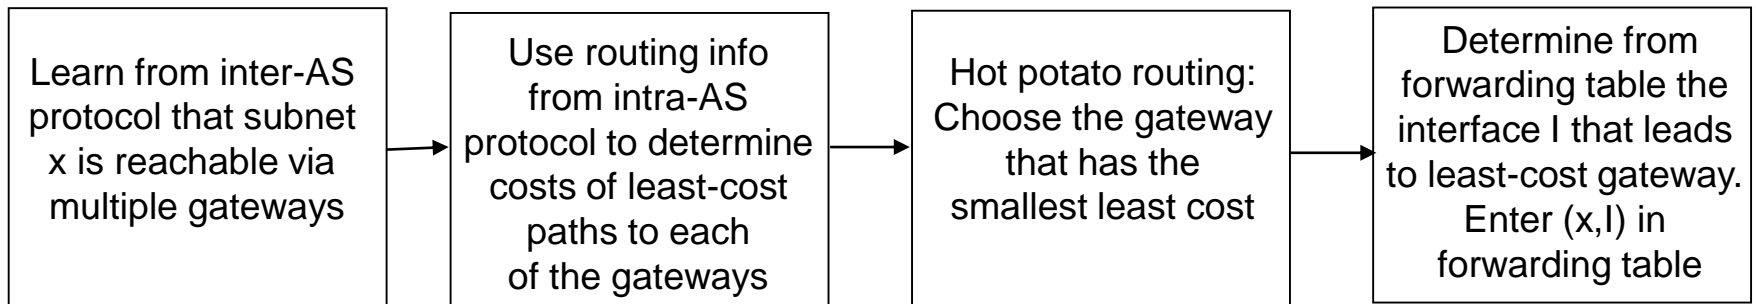 Learn from inter-AS
protocol that subnet
x is reachable via
multiple gateways
Use routing info
from intra-AS
protocol to determine
costs of least-cost
paths to each
of the gateways
Hot potato routing:
Choose the gateway
that has the
smallest least cost
Determine from
forwarding table the
interface I that leads
to least-cost gateway.
Enter (x,I) in
forwarding table